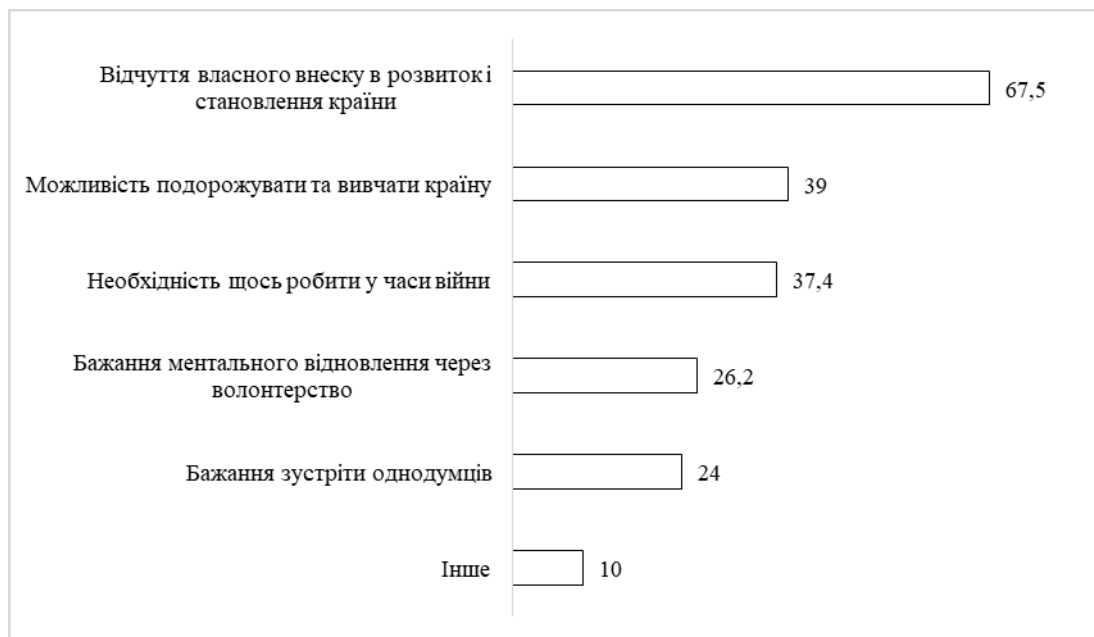 Відчуття власного внеску в розвиток і
становлення країни
67,5
Можливість подорожувати та вивчати країну
39
Необхідність щось робити у часи війни
37,4
Бажання ментального відновлення через
волонтерство
26,2
Бажання зустріти однодумців
24
Інше
10